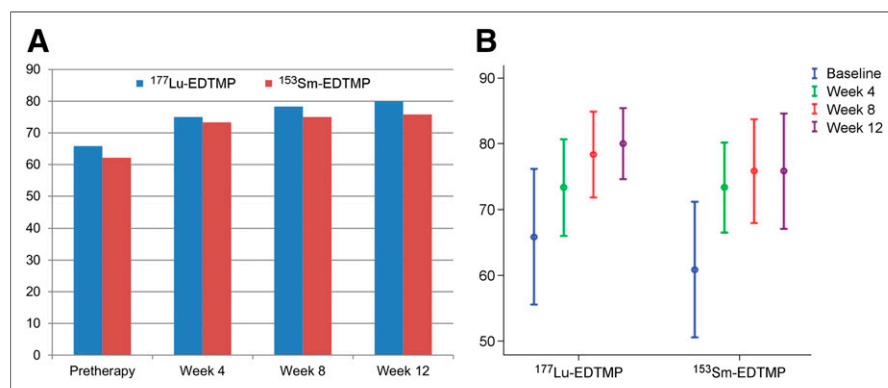 A
¹⁷⁷Lu-EDTMP ¹⁵³Sm-EDTMP
90
80
70
60
50
40
30
20
10
0
Pretherapy Week 4 Week 8 Week 12
B
Baseline
Week 4
Week 8
Week 12
90
80
70
60
50
¹⁷⁷Lu-EDTMP ¹⁵³Sm-EDTMP